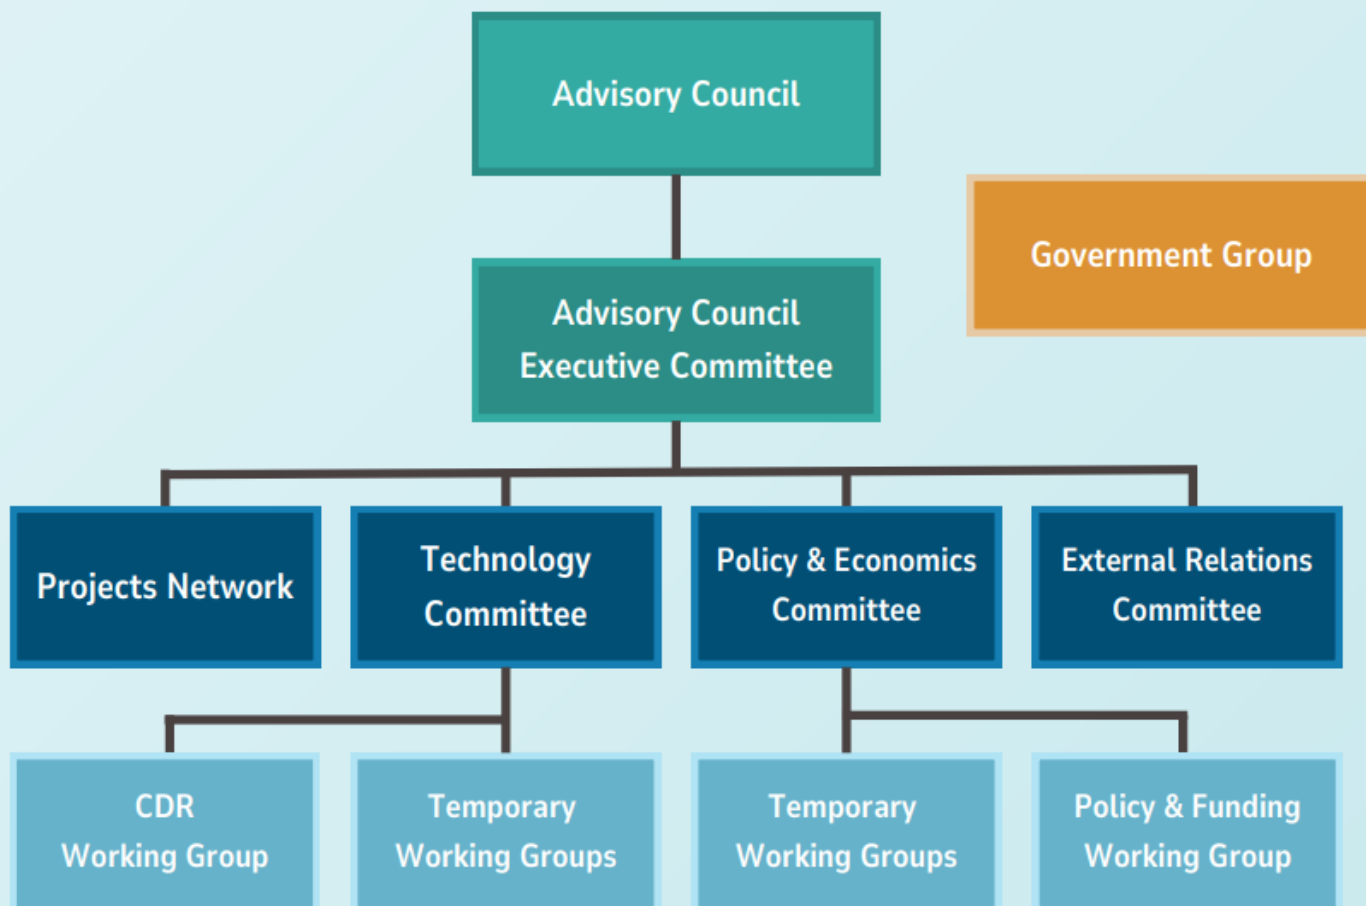 Advisory Council
Government Group
Advisory Council
Executive Committee
Projects Network
Technology
Committee
Policy & Economics
Committee
External Relations
Committee
CDR
Working Group
Temporary
Working Groups
Temporary
Working Groups
Policy & Funding
Working Group